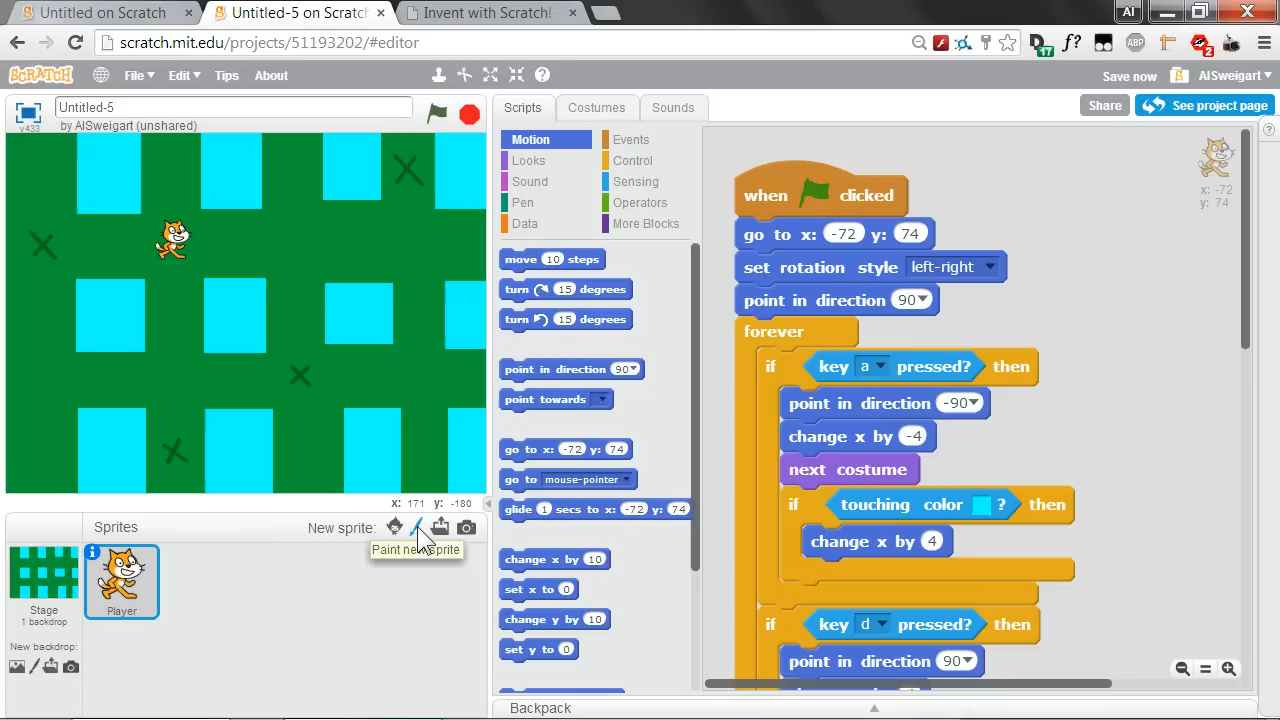 Untitled on Scratch
Untitled-5 on Scratch
Invent with Scratch!
AI
scratch.mit.edu/projects/51193202/#editor
17
f?
ABP
2
SCRATCH
File
Edit
Tips
About
Save now
AlSweigart
Untitled-5
by AlSweigart (unshared)
v433
Scripts
Costumes
Sounds
Share
See project page
Motion
Events
Looks
Control
Sound
Sensing
Pen
Operators
Data
More Blocks
move 10 steps
turn 15 degrees
turn 15 degrees
point in direction 90
point towards
go to x: -72 y: 74
go to mouse-pointer
glide 1 secs to x: -72 y: 74
change x by 10
set x to 0
change y by 10
set y to 0
when clicked
go to x: -72 y: 74
set rotation style left-right
point in direction 90
forever
if key a pressed? then
point in direction -90
change x by -4
next costume
if touching color ? then
change x by 4
if key d pressed? then
point in direction 90
x: -72
y: 74
x: 171 y: -180
Sprites
New sprite:
Paint new sprite
Stage
1 backdrop
New backdrop:
Player
Backpack